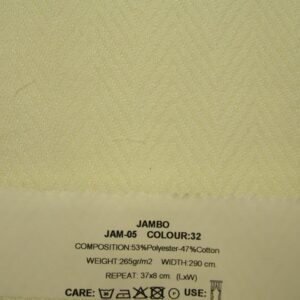 JAMBO
JAM-05 COLOUR:32
COMPOSITION:53%Polyester-47%Cotton
WEIGHT:265gr/m2 WIDTH:290 cm.
REPEAT: 37x8 cm. (LxW)
CARE: USE: